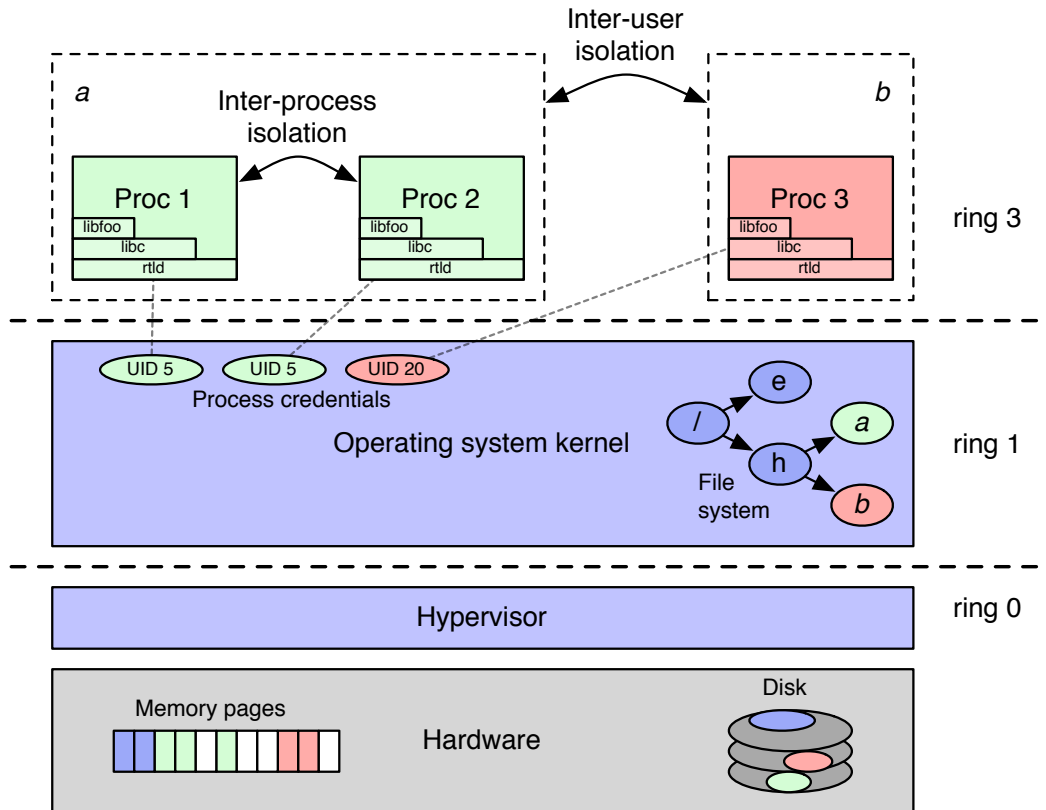 Inter-user
isolation
a
b
Inter-process
isolation
Proc 1
libfoo
libc
rtld
Proc 2
libfoo
libc
rtld
Proc 3
libfoo
libc
rtld
ring 3
UID 5
UID 5
UID 20
Process credentials
Operating system kernel
/
e
h
a
b
File
system
ring 1
Hypervisor
ring 0
Memory pages
Hardware
Disk